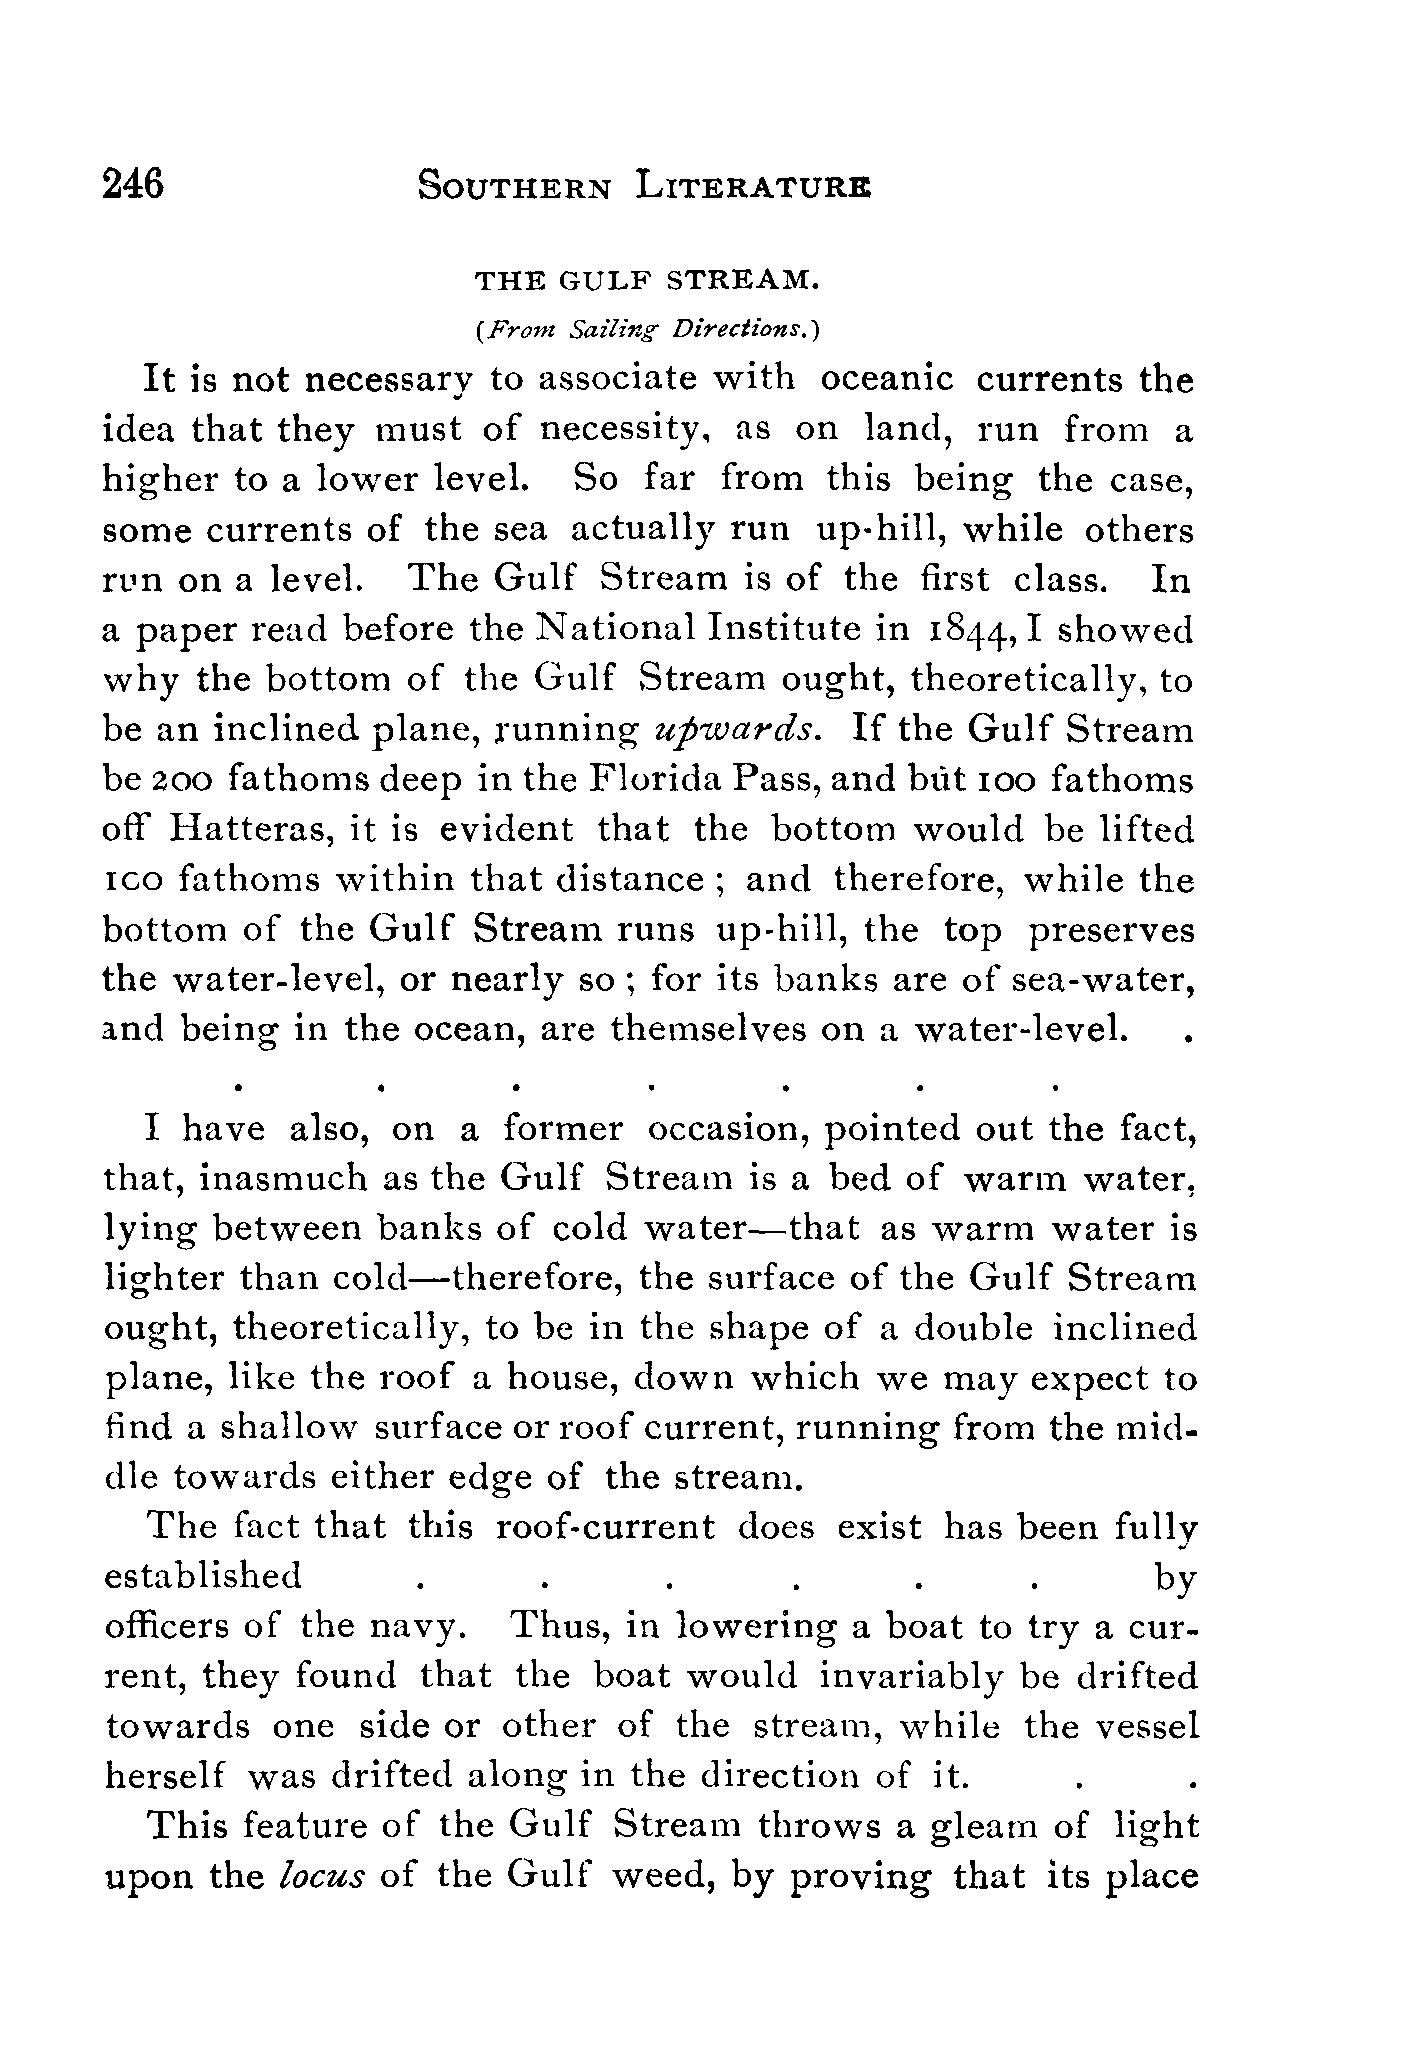 246 SOUTHERN LITERATURE
THE GULF STREAM.
(From Sailing Directions.)
It is not necessary to associate with oceanic currents the
idea that they must of necessity, as on land, run from a
higher to a lower level. So far from this being the case,
some currents of the sea actually run up-hill, while others
run on a level. The Gulf Stream is of the first class. In
a paper read before the National Institute in 1844, I showed
why the bottom of the Gulf Stream ought, theoretically, to
be an inclined plane, running upwards. If the Gulf Stream
be 200 fathoms deep in the Florida Pass, and but 100 fathoms
off Hatteras, it is evident that the bottom would be lifted
100 fathoms within that distance ; and therefore, while the
bottom of the Gulf Stream runs up-hill, the top preserves
the water-level, or nearly so ; for its banks are of sea-water,
and being in the ocean, are themselves on a water-level. .
. . . . . . .
I have also, on a former occasion, pointed out the fact,
that, inasmuch as the Gulf Stream is a bed of warm water,
lying between banks of cold water—that as warm water is
lighter than cold—therefore, the surface of the Gulf Stream
ought, theoretically, to be in the shape of a double inclined
plane, like the roof a house, down which we may expect to
find a shallow surface or roof current, running from the mid-
dle towards either edge of the stream.
The fact that this roof-current does exist has been fully
established . . . . . . by
officers of the navy. Thus, in lowering a boat to try a cur-
rent, they found that the boat would invariably be drifted
towards one side or other of the stream, while the vessel
herself was drifted along in the direction of it. . .
This feature of the Gulf Stream throws a gleam of light
upon the locus of the Gulf weed, by proving that its place